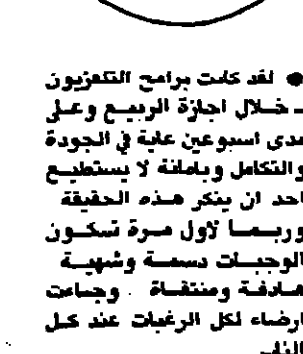 ● لقد كانت برامج التلفزيون
خلال اجازة الربيع وعلى
مدى اسبوعين غاية في الجودة
والتكامل وبامانة لا يستطيع
احد ان ينكر هذه الحقيقة
وربما لاول مرة تكون
الوجبات دسمة وشهية
هادفة ومنتقاة . وجاءت
ارضاء لكل الرغبات عند كل
الناس